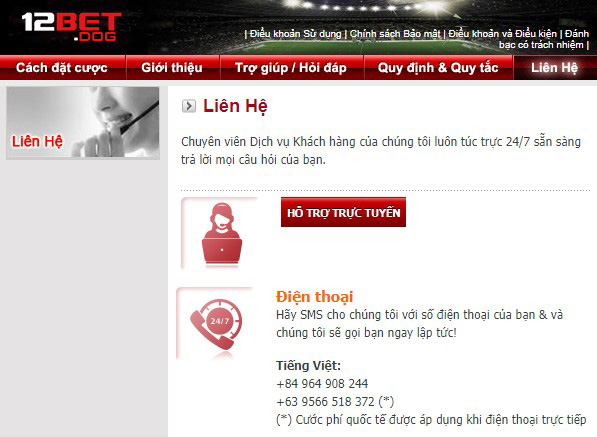 12BET
.DOG
| Điều khoản Sử dụng | Chính sách Bảo mật | Điều khoản và Điều kiện | Đánh
bạc có trách nhiệm |
Cách đặt cược Giới thiệu Trợ giúp / Hỏi đáp Quy định & Quy tắc Liên Hệ
Liên Hệ
Liên Hệ
Chuyên viên Dịch vụ Khách hàng của chúng tôi luôn túc trực 24/7 sẵn sàng
trả lời mọi câu hỏi của bạn.
HỖ TRỢ TRỰC TUYẾN
24/7
Điện thoại
Hãy SMS cho chúng tôi với số điện thoại của bạn & và
chúng tôi sẽ gọi bạn ngay lập tức!
Tiếng Việt:
+84 964 908 244
+63 9566 518 372 (*)
(*) Cước phí quốc tế được áp dụng khi điện thoại trực tiếp